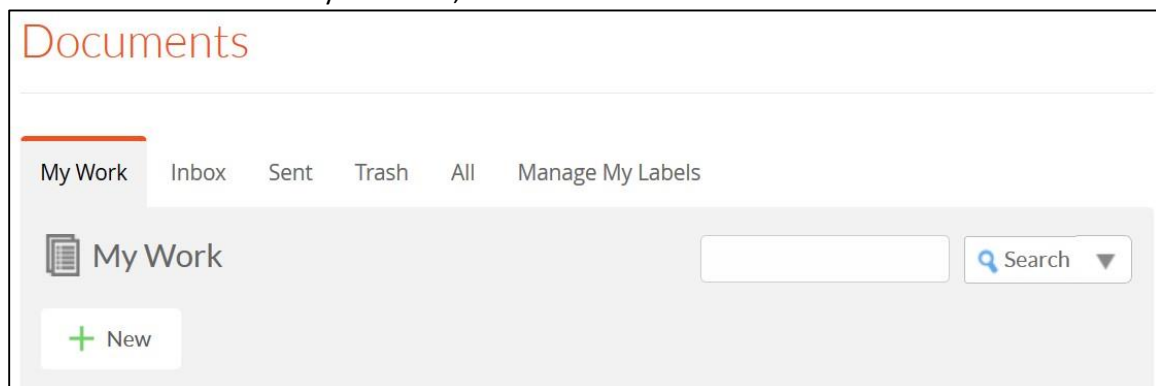 Documents
My Work Inbox Sent Trash All Manage My Labels
My Work
Search
New